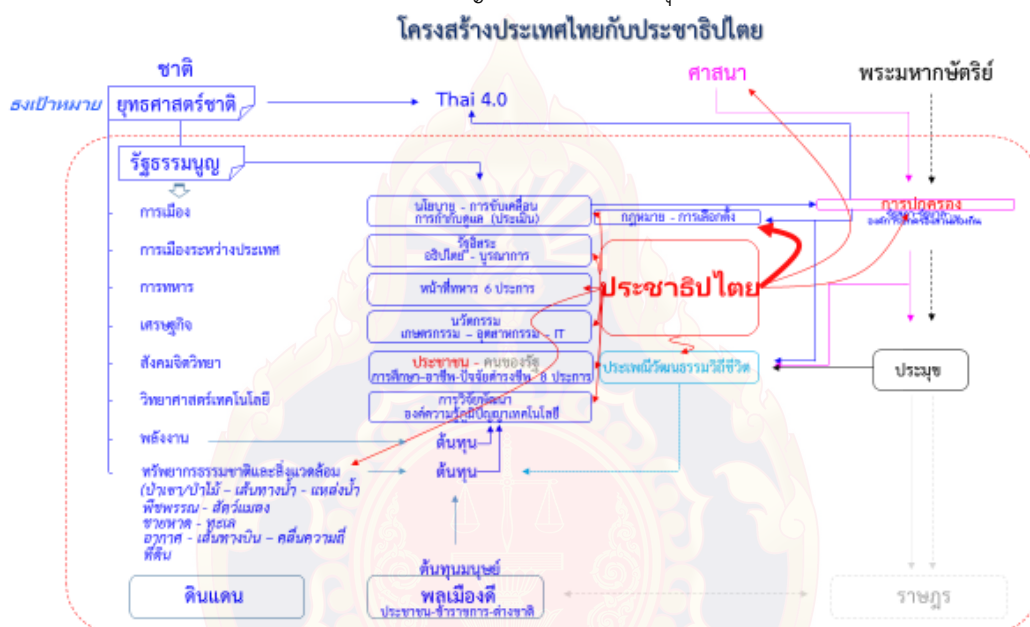 โครงสร้างประเทศไทยกับประชาธิปไตย
ชาติ
ศาสนา
พระมหากษัตริย์
ธงเป้าหมาย
ยุทธศาสตร์ชาติ
Thai 4.0
รัฐธรรมนูญ
การเมือง
นโยบาย - การขับเคลื่อน
การกำกับดูแล (ประเมิน)
กฎหมาย - การเลือกตั้ง
การปกครอง
การเมืองระหว่างประเทศ
รัฐอิสระ
อธิปไตย - บูรณาการ
การทหาร
หน้าที่ทหาร 6 ประการ
ประชาธิปไตย
เศรษฐกิจ
นวัตกรรม
เกษตรกรรม – อุตสาหกรรม - IT
สังคมจิตวิทยา
ประชาชน - คนของรัฐ
การศึกษา-อาชีพ-ปัจจัยดำรงชีพ 8 ประการ
ประเพณีวัฒนธรรมวิถีชีวิต
ประมุข
วิทยาศาสตร์เทคโนโลยี
การวิจัยพัฒนา
องค์ความรู้ภูมิปัญญาเทคโนโลยี
พลังงาน
ต้นทุน
ทรัพยากรธรรมชาติและสิ่งแวดล้อม
ต้นทุน
(ป่าเขา/ป่าไม้ – เส้นทางน้ำ - แหล่งน้ำ
พืชพรรณ - สัตว์แมลง
ชายหาด - ทะเล
อากาศ - เส้นทางบิน – คลื่นความถี่
ที่ดิน
ต้นทุนมนุษย์
ดินแดน
พลเมืองดี
ประชาชน-ข้าราชการ-ต่างชาติ
ราษฎร